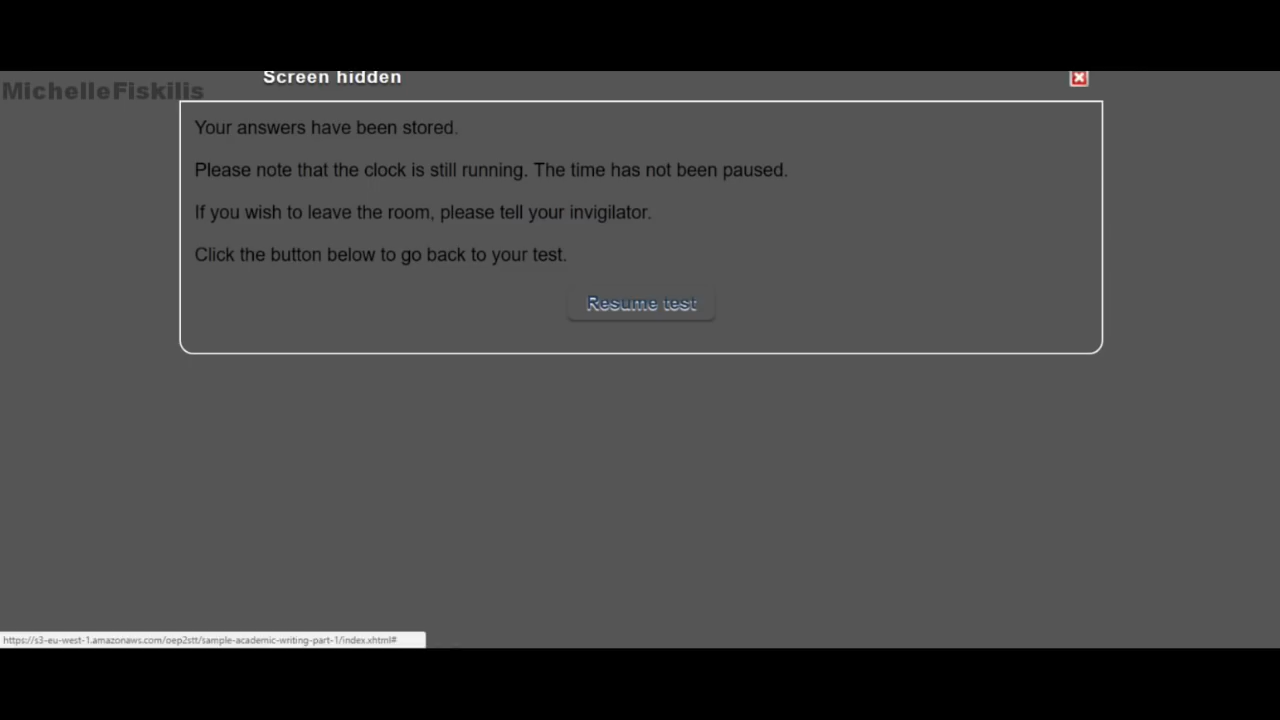 Screen hidden
MichelleFiskilis
Your answers have been stored.
Please note that the clock is still running. The time has not been paused.
If you wish to leave the room, please tell your invigilator.
Click the button below to go back to your test.
Resume test
https://s3-eu-west-1.amazonaws.com/oep2stt/sample-academic-writing-part-1/index.xhtml#